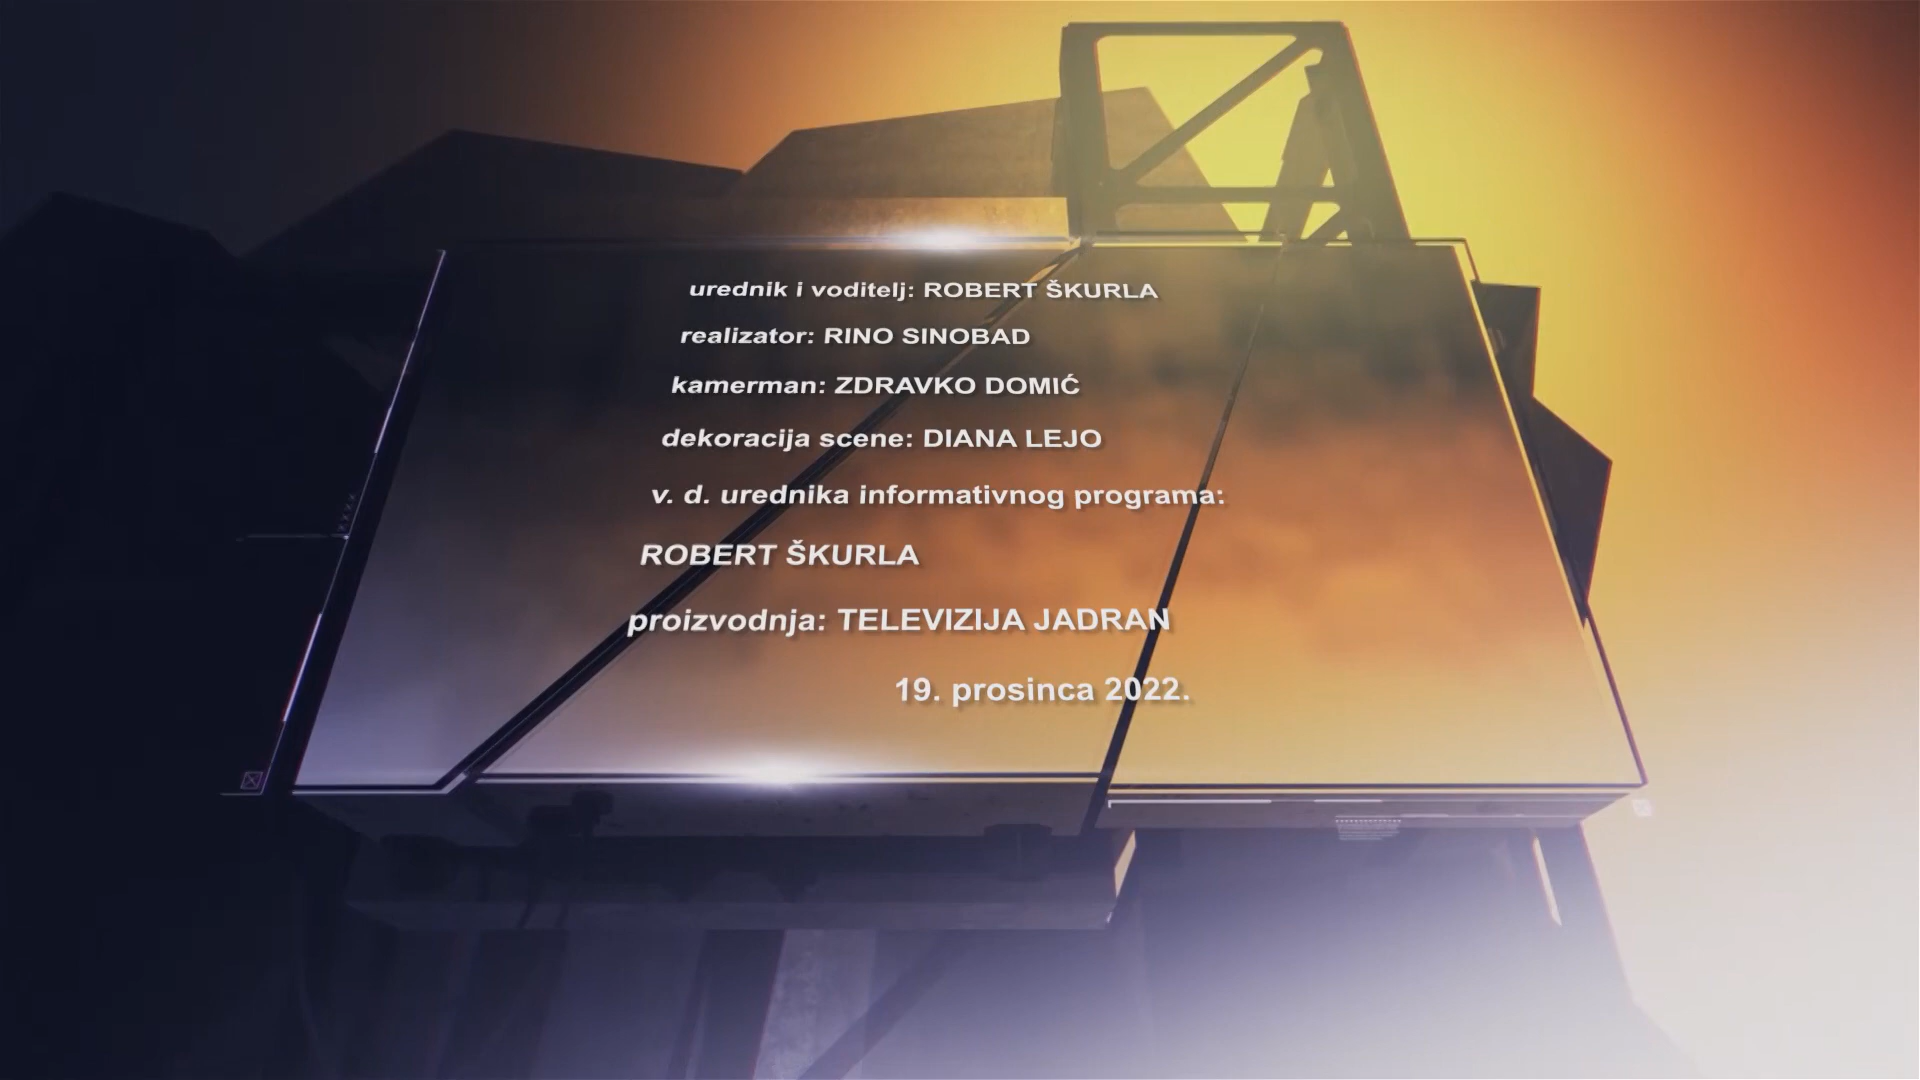 urednik i voditelj: ROBERT ŠKURLA
realizator: RINO SINOBAD
kamerman: ZDRAVKO DOMIĆ
dekoracija scene: DIANA LEJO
v. d. urednika informativnog programa:
ROBERT ŠKURLA
proizvodnja: TELEVIZIJA JADRAN
19. prosinca 2022.